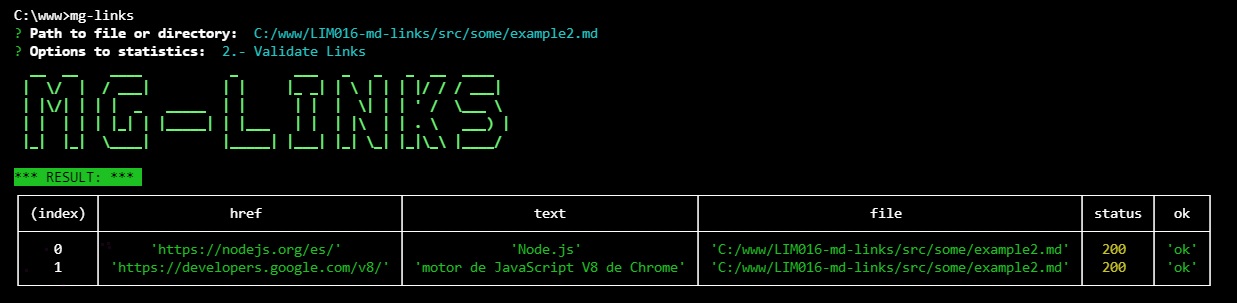 C:\www>mg-links
? Path to file or directory:  C:/www/LIM016-md-links/src/some/example2.md
? Options to statistics:  2.- Validate Links
MG-LINKS
*** RESULT: ***
(index) href text file status ok
0 'https://nodejs.org/es/' 'Node.js' 'C:/www/LIM016-md-links/src/some/example2.md' 200 'ok'
1 'https://developers.google.com/v8/' 'motor de JavaScript V8 de Chrome' 'C:/www/LIM016-md-links/src/some/example2.md' 200 'ok'